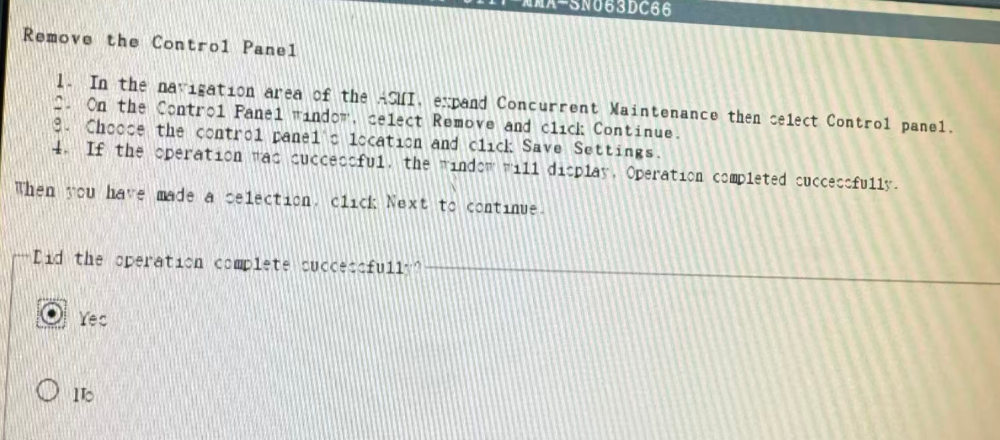 MMA-SN063DC66
Remove the Control Panel
1. In the navigation area of the ASMI, expand Concurrent Maintenance then select Control panel.
2. On the Control Panel window, select Remove and click Continue.
3. Choose the control panel's location and click Save Settings.
4. If the operation was successful, the window will display, Operation completed successfully.
When you have made a selection, click Next to continue.
Did the operation complete successfully?
Yes
No